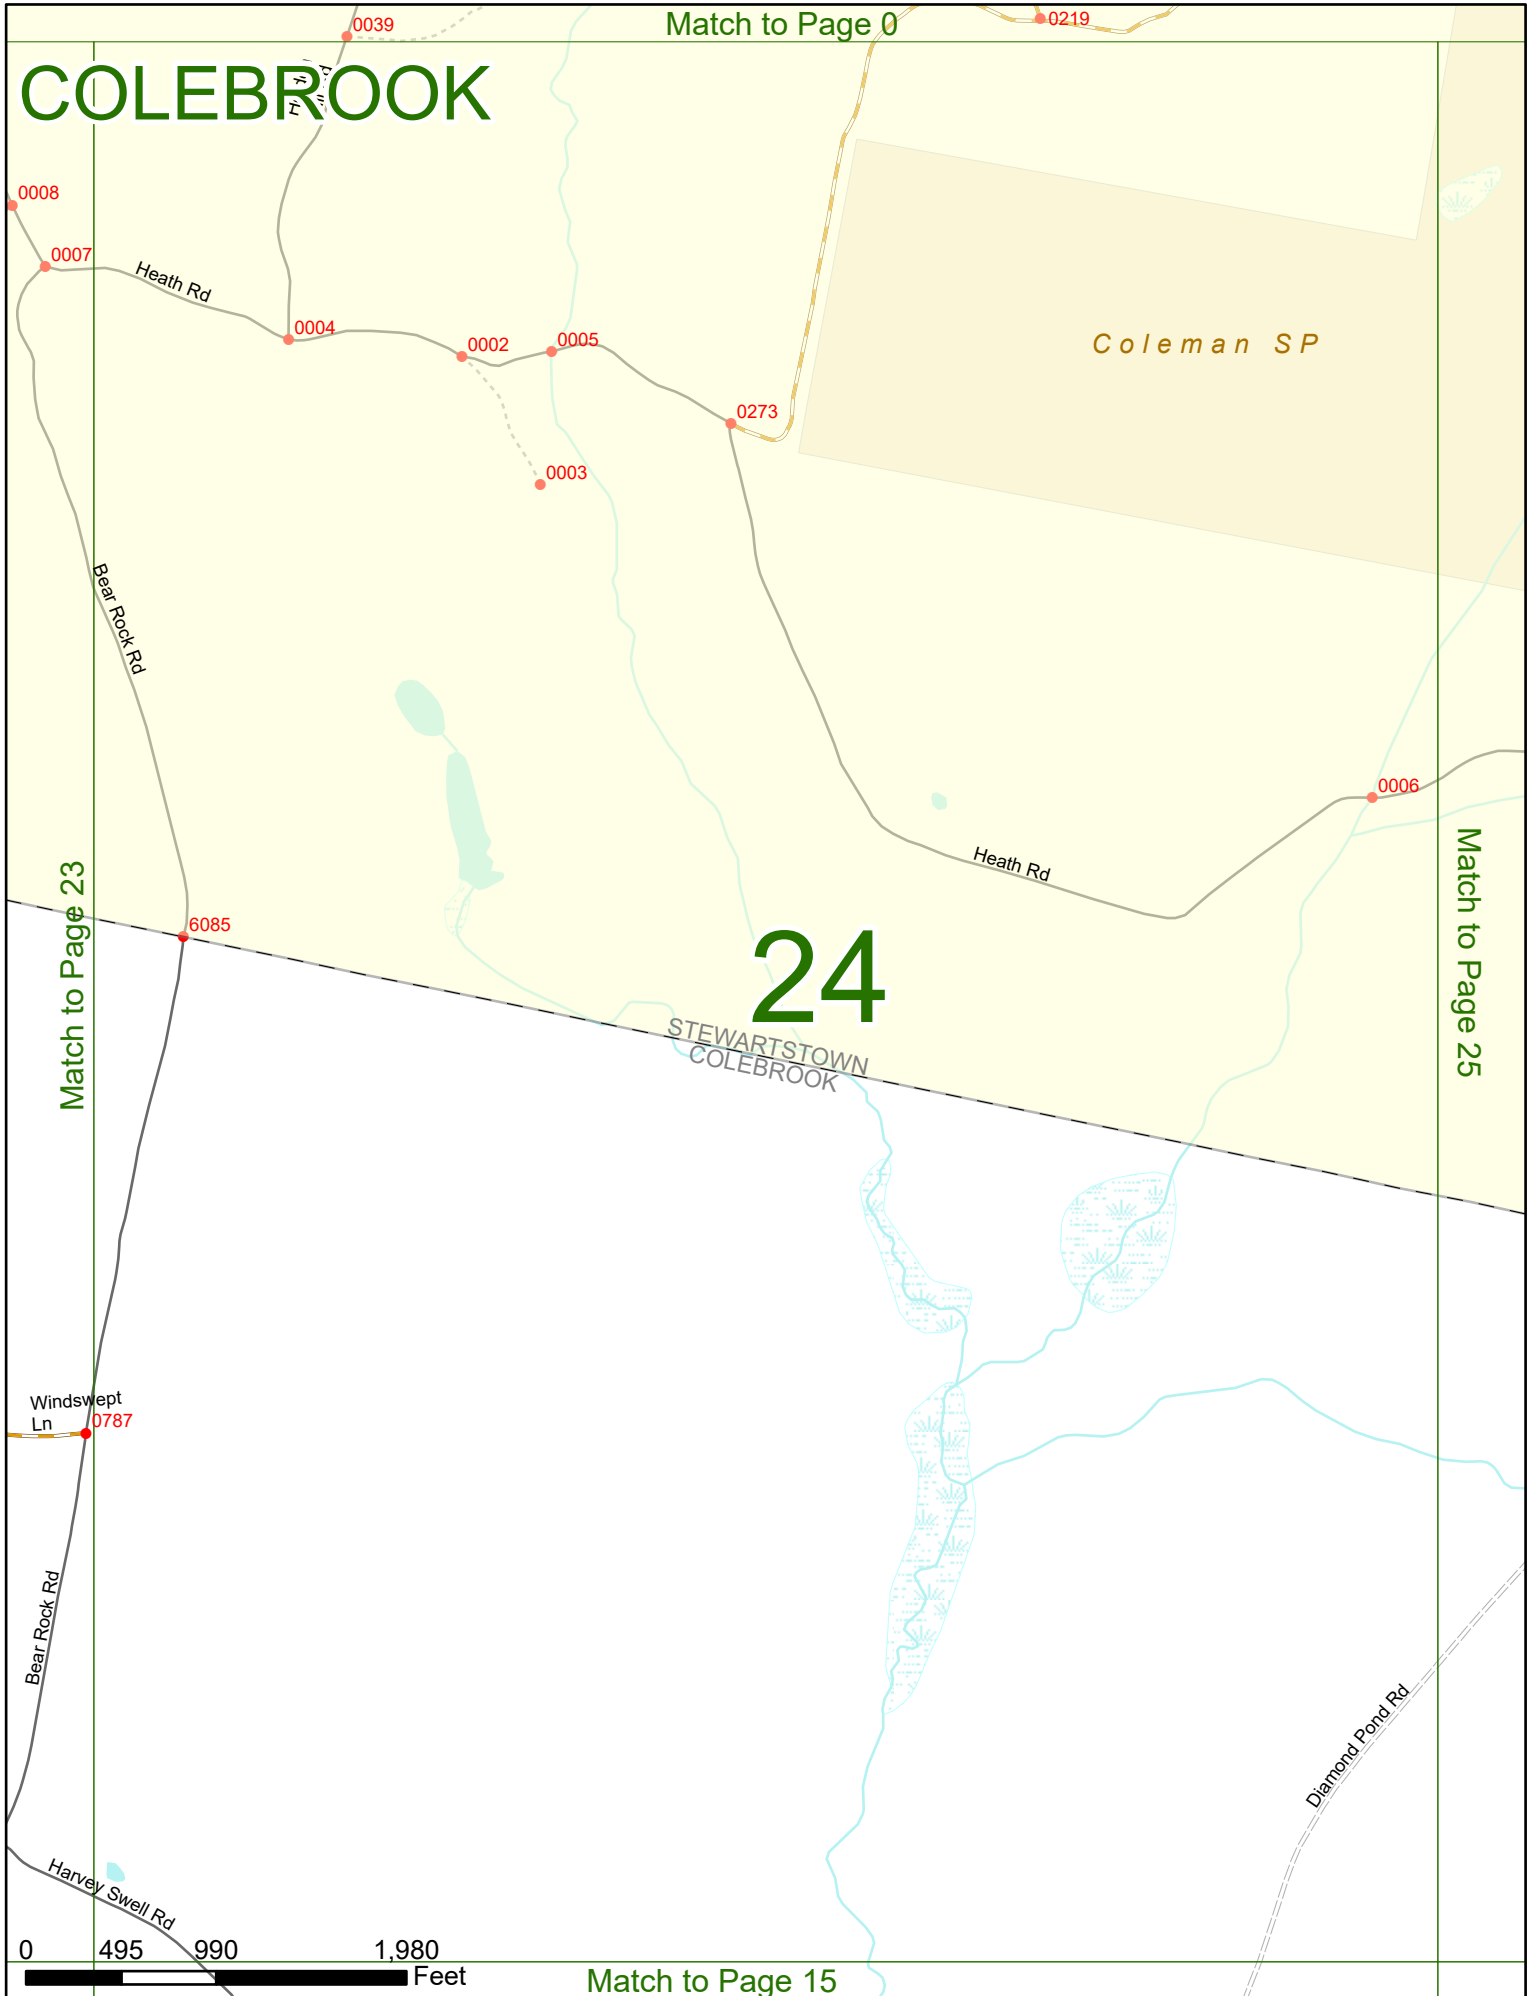 Match to Page 0
0039
0219
COLEBROOK
0008
0007
Heath Rd
0004
0002
0005
Coleman SP
0273
0003
Bear Rock Rd
0006
Heath Rd
Match to Page 23
Match to Page 25
6085
24
STEWARTSTOWN
COLEBROOK
Windswept
Ln
0787
Bear Rock Rd
Diamond Pond Rd
Harvey Swell Rd
0 495 990 1,980
Feet
Match to Page 15